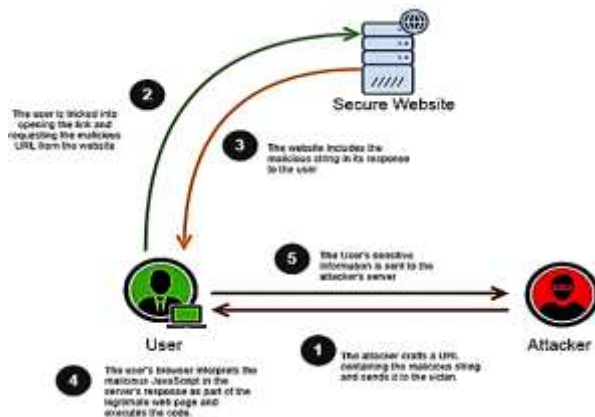 Secure Website
2
The user is tricked into
opening the link and
requesting the malicious
URL from the website
3
The website includes the
malicious string in its response
to the user
5
The User's sensitive
information is sent to the
attacker's server
User
Attacker
1
The attacker crafts a URL
containing the malicious string
and sends it to the victim.
4
The user's browser interprets the
malicious JavaScript in the
server's response as part of the
legitimate web page and
executes the code.